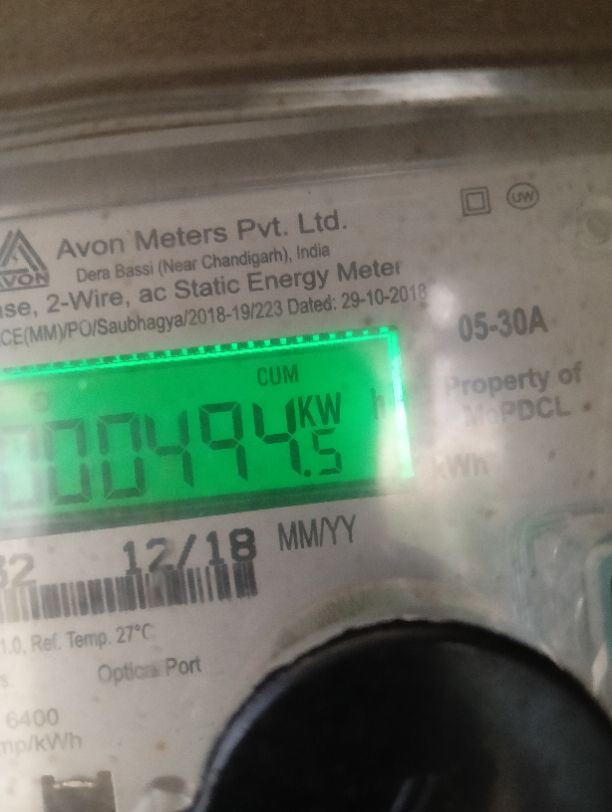 UW
Avon Meters Pvt. Ltd.
AVON
Dera Bassi (Near Chandigarh), India
ase, 2-Wire, ac Static Energy Meter
CE(MM)/PO/Saubhagya/2018-19/223 Dated: 29-10-2018
05-30A
CUM
Property of
MePDCL
000494.5 KW h
kWh
32 12/18 MM/YY
1.0, Ref. Temp. 27°C
s. Optical Port
6400
mp/kWh